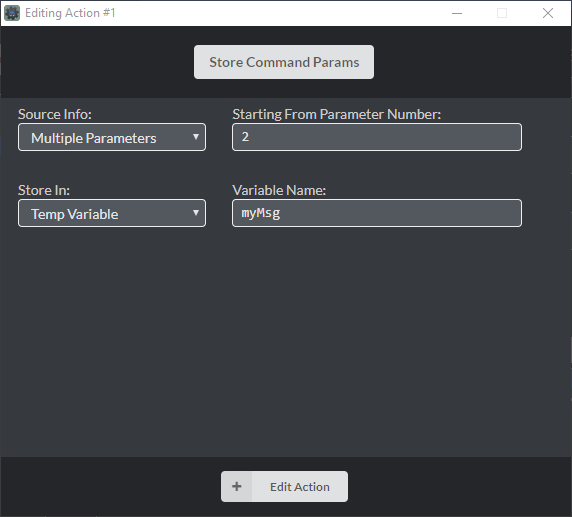 Editing Action #1
Store Command Params
Source Info: Starting From Parameter Number:
Multiple Parameters 2
Store In: Variable Name:
Temp Variable myMsg
+ Edit Action